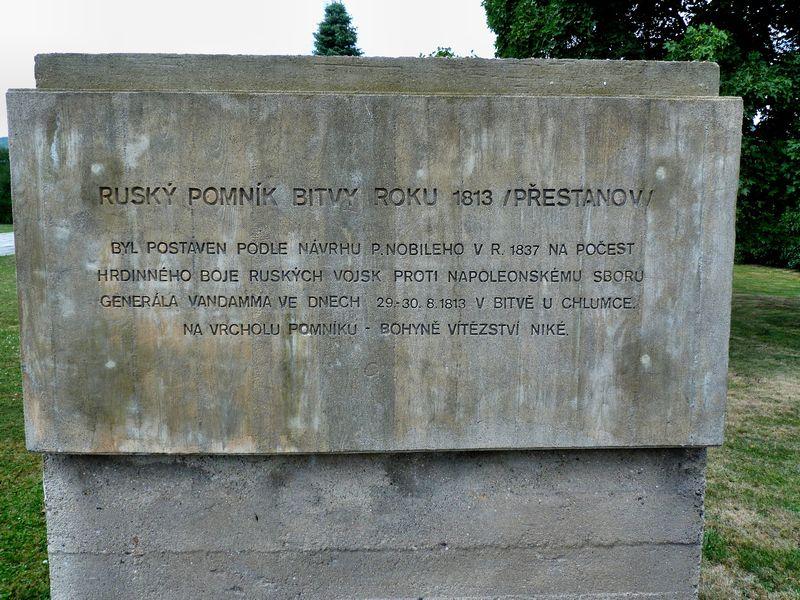 RUSKÝ POMNÍK BITVY ROKU 1813 /PŘESTANOV/
BYL POSTAVEN PODLE NÁVRHU P. NOBILEHO V R. 1837 NA POČEST
HRDINNÉHO BOJE RUSKÝCH VOJSK PROTI NAPOLEONSKÉMU SBORU
GENERÁLA VANDAMMA VE DNECH 29.-30. 8. 1813 V BITVĚ U CHLUMCE.
NA VRCHOLU POMNÍKU - BOHYNĚ VÍTĚZSTVÍ NIKÉ.